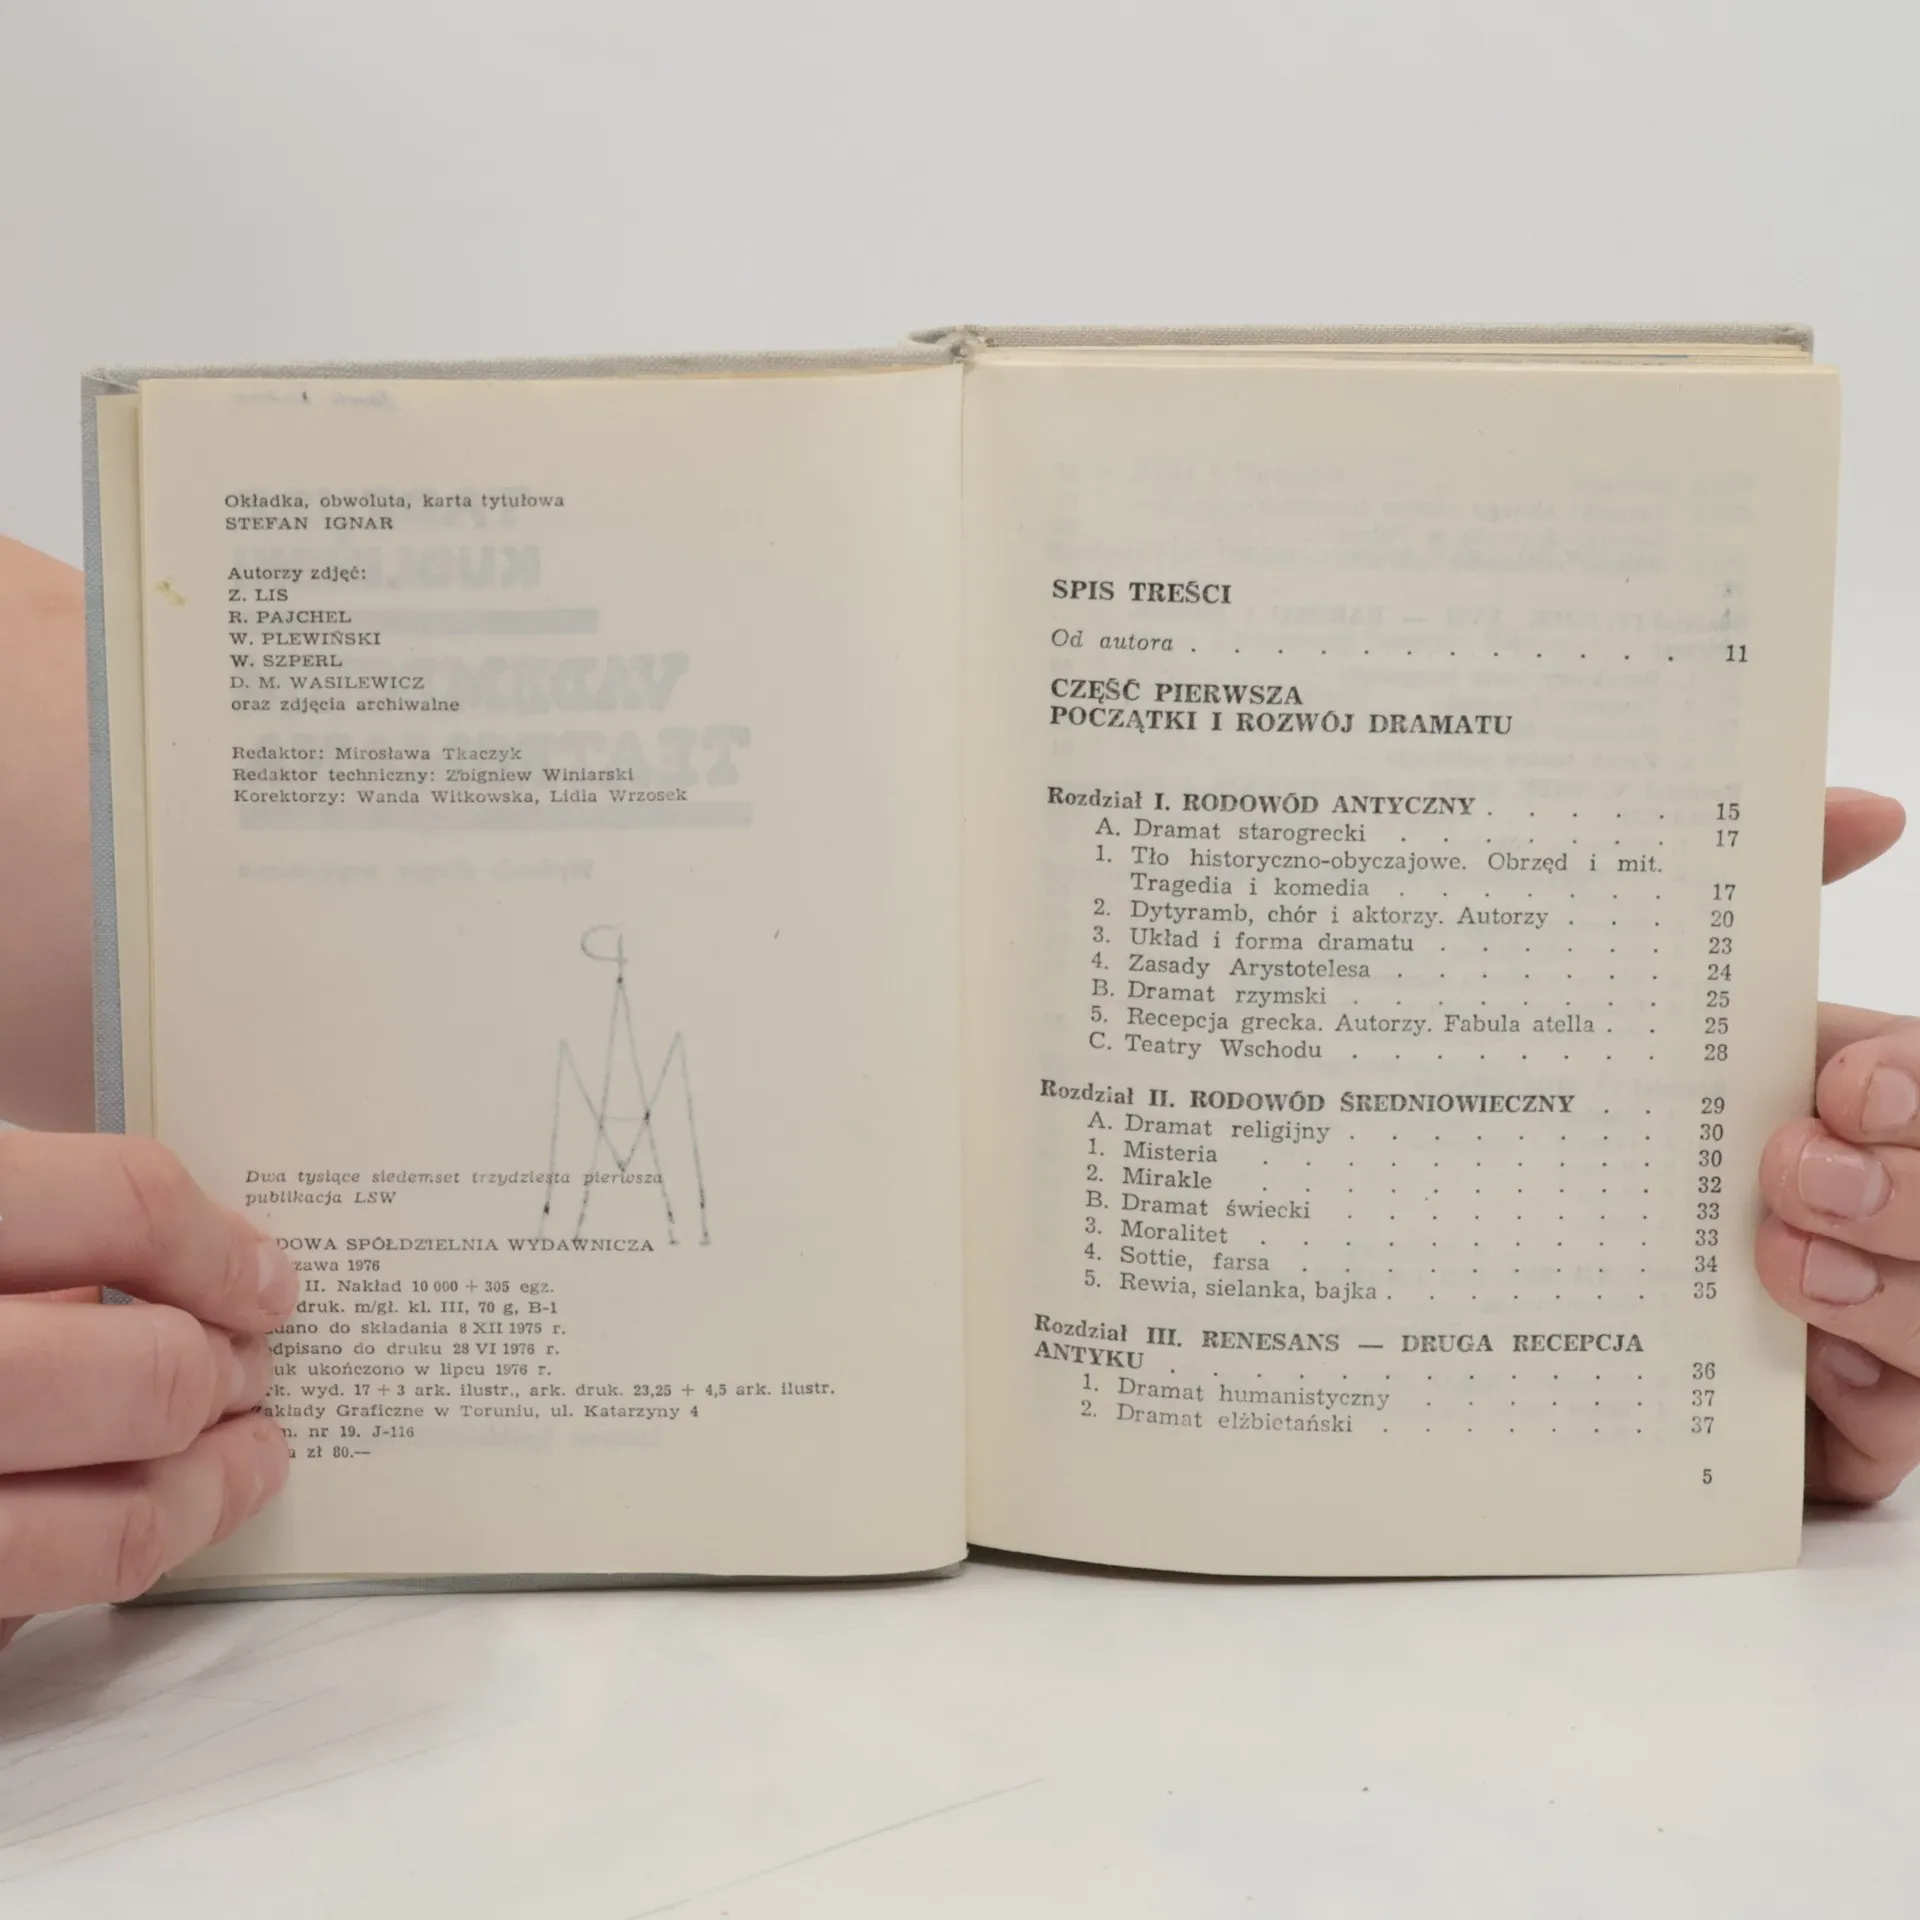 Okładka, obwoluta, karta tytułowa
STEFAN IGNAR
Autorzy zdjęć:
Z. LIS
R. PAJCHEL
W. PLEWIŃSKI
W. SZPERL
D. M. WASILEWICZ
oraz zdjęcia archiwalne
Redaktor: Mirosława Tkaczyk
Redaktor techniczny: Zbigniew Winiarski
Korektorzy: Wanda Witkowska, Lidia Wrzosek
Dwa tysiące siedemset trzydziesta pierwsza
publikacja LSW
DOWA SPÓŁDZIELNIA WYDAWNICZA
zawa 1976
II. Nakład 10 000 + 305 egz.
druk. m/gł. kl. III, 70 g, B-1
dano do składania 8 XII 1975 r.
dpisano do druku 28 VI 1976 r.
uk ukończono w lipcu 1976 r.
rk. wyd. 17 + 3 ark. ilustr., ark. druk. 23,25 + 4,5 ark. ilustr.
akłady Graficzne w Toruniu, ul. Katarzyny 4
m. nr 19. J-116
a zł 80.—
SPIS TREŚCI
Od autora . . . . . . . . . . . . 11
CZĘŚĆ PIERWSZA
POCZĄTKI I ROZWÓJ DRAMATU
Rozdział I. RODOWÓD ANTYCZNY . . . . . 15
A. Dramat starogrecki . . . . . . . 17
1. Tło historyczno-obyczajowe. Obrzęd i mit.
Tragedia i komedia . . . . . . . 17
2. Dytyramb, chór i aktorzy. Autorzy . . . 20
3. Układ i forma dramatu . . . . . . 23
4. Zasady Arystotelesa . . . . . . . 24
B. Dramat rzymski . . . . . . . . 25
5. Recepcja grecka. Autorzy. Fabula atella . . 25
C. Teatry Wschodu . . . . . . . . 28
Rozdział II. RODOWÓD ŚREDNIOWIECZNY . . 29
A. Dramat religijny . . . . . . . . 30
1. Misteria . . . . . . . . . . 30
2. Mirakle . . . . . . . . . . 32
B. Dramat świecki . . . . . . . . 33
3. Moralitet . . . . . . . . . . 33
4. Sottie, farsa . . . . . . . . . 34
5. Rewia, sielanka, bajka . . . . . . . 35
Rozdział III. RENESANS — DRUGA RECEPCJA
ANTYKU . . . . . . . . . . . . 36
1. Dramat humanistyczny . . . . . . 37
2. Dramat elżbietański . . . . . . . 37
5